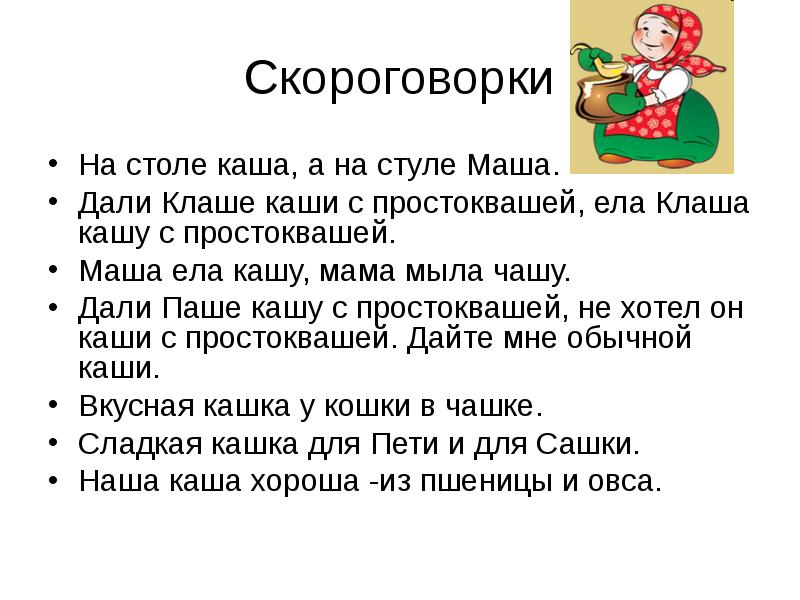 Скороговорки
• На столе каша, а на стуле Маша.
• Дали Клаше каши с простоквашей, ела Клаша
кашу с простоквашей.
• Маша ела кашу, мама мыла чашу.
• Дали Паше кашу с простоквашей, не хотел он
каши с простоквашей. Дайте мне обычной
каши.
• Вкусная кашка у кошки в чашке.
• Сладкая кашка для Пети и для Сашки.
• Наша каша хороша -из пшеницы и овса.